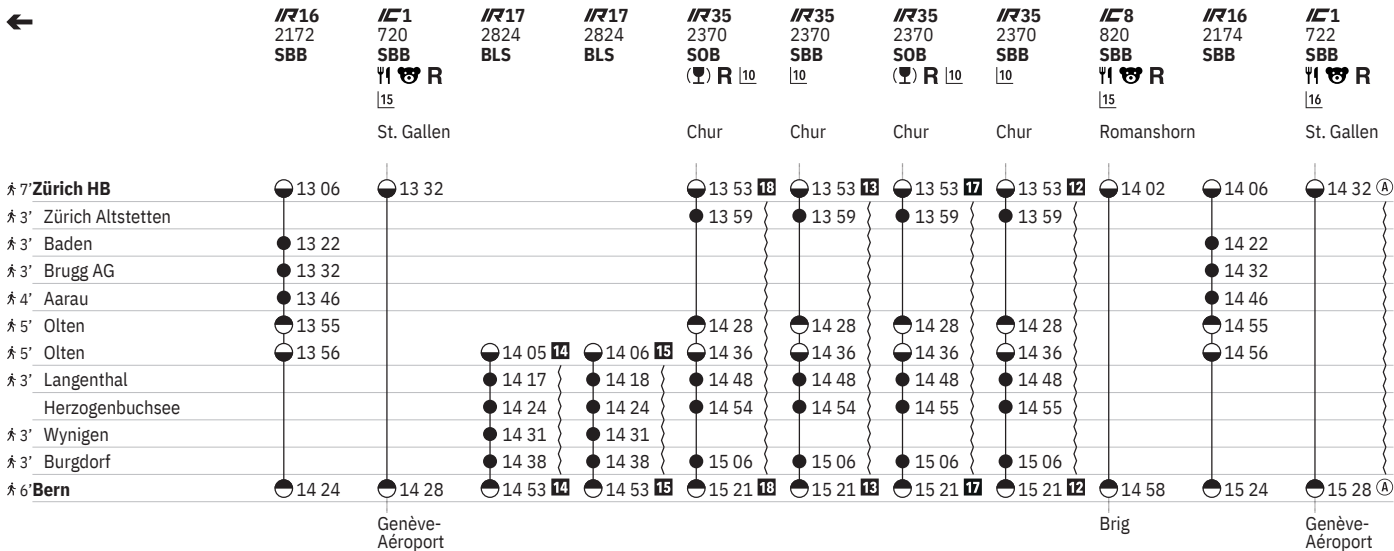 IR16 IC1 IR17 IR17 IR35 IR35 IR35 IR35 IC8 IR16 IC1
2172 720 2824 2824 2370 2370 2370 2370 820 2174 722
SBB SBB BLS BLS SOB SBB SOB SBB SBB SBB SBB
R ( ) R 10 10 ( ) R 10 10 R R
15 15 16
St. Gallen Chur Chur Chur Chur Romanshorn St. Gallen
7’ Zürich HB 13 06 13 32 13 53 18 13 53 13 13 53 17 13 53 12 14 02 14 06 14 32 A
3’ Zürich Altstetten 13 59 13 59 13 59 13 59
3’ Baden 13 22 14 22
3’ Brugg AG 13 32 14 32
4’ Aarau 13 46 14 46
5’ Olten 13 55 14 28 14 28 14 28 14 28 14 55
5’ Olten 13 56 14 05 14 14 06 15 14 36 14 36 14 36 14 36 14 56
3’ Langenthal 14 17 14 18 14 48 14 48 14 48 14 48
Herzogenbuchsee 14 24 14 24 14 54 14 54 14 55 14 55
3’ Wynigen 14 31 14 31
3’ Burgdorf 14 38 14 38 15 06 15 06 15 06 15 06
6’ Bern 14 24 14 28 14 53 14 14 53 15 15 21 18 15 21 13 15 21 17 15 21 12 14 58 15 24 15 28 A
Genève- Brig Genève-
Aéroport Aéroport